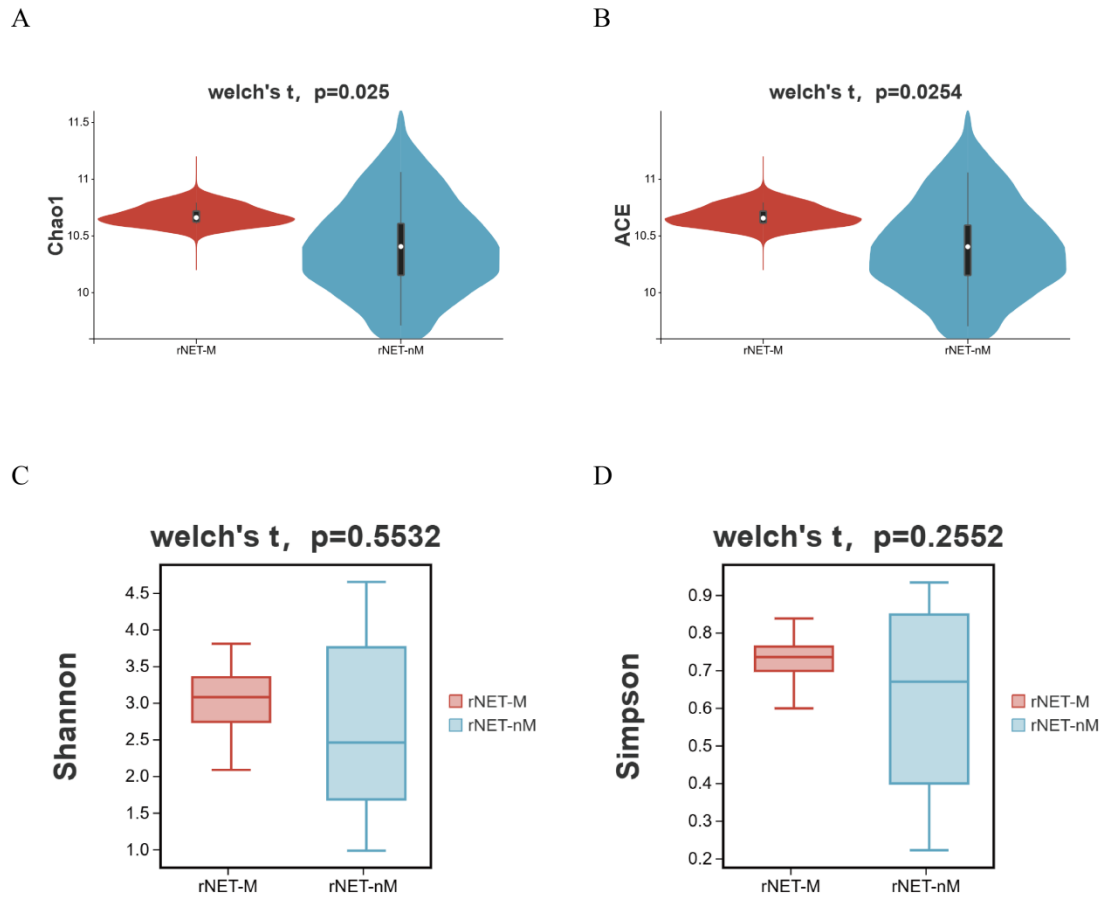 A
welch's t, p=0.025
11.5
11
10.5
10
Chao1
rNET-M
rNET-nM
B
welch's t, p=0.0254
11
10.5
10
ACE
rNET-M
rNET-nM
C
welch's t, p=0.5532
4.5
4.0
3.5
3.0
2.5
2.0
1.5
1.0
Shannon
rNET-M
rNET-nM
rNET-M
rNET-nM
D
welch's t, p=0.2552
0.9
0.8
0.7
0.6
0.5
0.4
0.3
0.2
Simpson
rNET-M
rNET-nM
rNET-M
rNET-nM